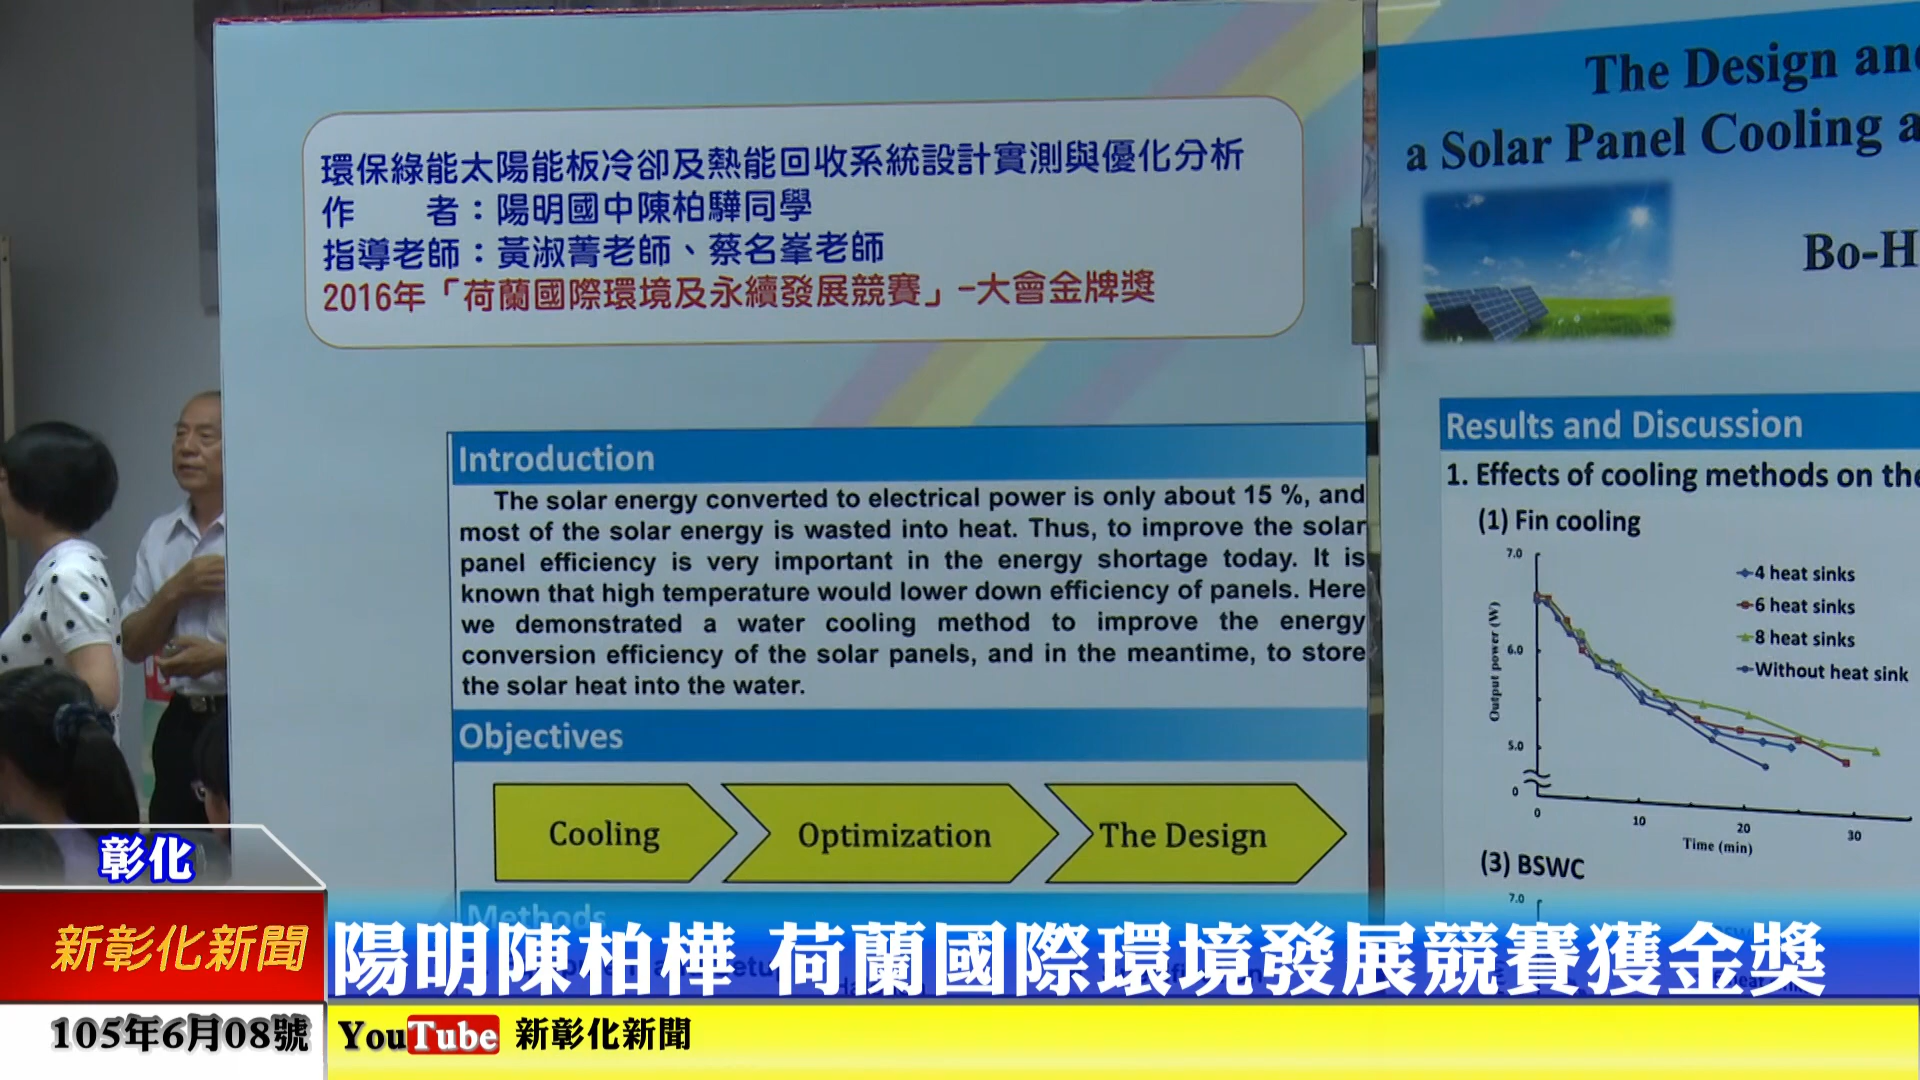 環保綠能太陽能板冷卻及熱能回收系統設計實測與優化分析
作　　者：陽明國中陳柏驊同學
指導老師：黃淑菁老師、蔡名峯老師
2016年「荷蘭國際環境及永續發展競賽」-大會金牌獎
Introduction
The solar energy converted to electrical power is only about 15 %, and
most of the solar energy is wasted into heat. Thus, to improve the solar
panel efficiency is very important in the energy shortage today. It is
known that high temperature would lower down efficiency of panels. Here
we demonstrated a water cooling method to improve the energy
conversion efficiency of the solar panels, and in the meantime, to store
the solar heat into the water.
Objectives
Cooling
Optimization
The Design
Methods
The Design an
a Solar Panel Cooling a
Bo-H
Results and Discussion
1. Effects of cooling methods on the
(1) Fin cooling
7.0
6.0
5.0
0
Output power (W)
4 heat sinks
6 heat sinks
8 heat sinks
Without heat sink
0
10
20
30
Time (min)
(3) BSWC
7.0
彰化
新彰化新聞
陽明陳柏樺 荷蘭國際環境發展競賽獲金獎
105年6月08號
YouTube 新彰化新聞